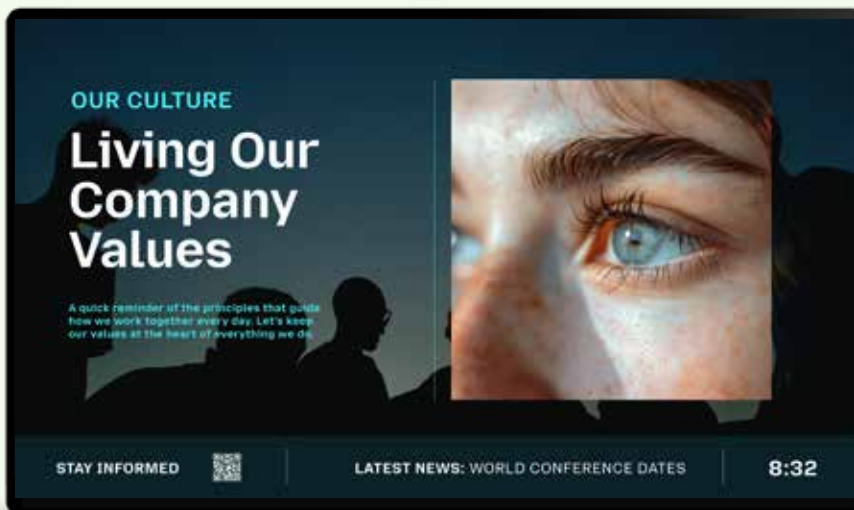 OUR CULTURE
Living Our
Company
Values
A quick reminder of the principles that guide
how we work together every day. Let's keep
our values at the heart of everything we do.
STAY INFORMED
LATEST NEWS: WORLD CONFERENCE DATES
8:32